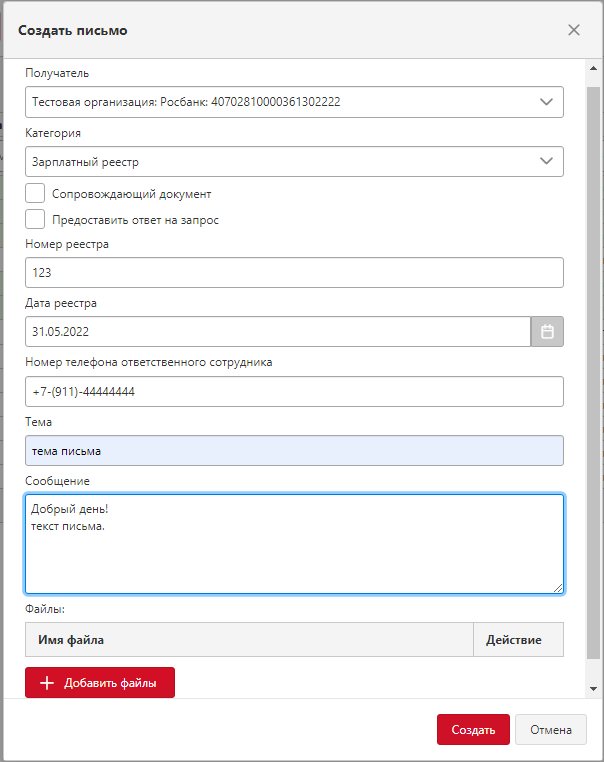 Создать письмо
Получатель
Тестовая организация: Росбанк: 40702810000361302222
Категория
Зарплатный реестр
Сопровождающий документ
Предоставить ответ на запрос
Номер реестра
123
Дата реестра
31.05.2022
Номер телефона ответственного сотрудника
+7-(911)-44444444
Тема
тема письма
Сообщение
Добрый день!
текст письма.
Файлы:
Имя файла Действие
Добавить файлы
Создать Отмена